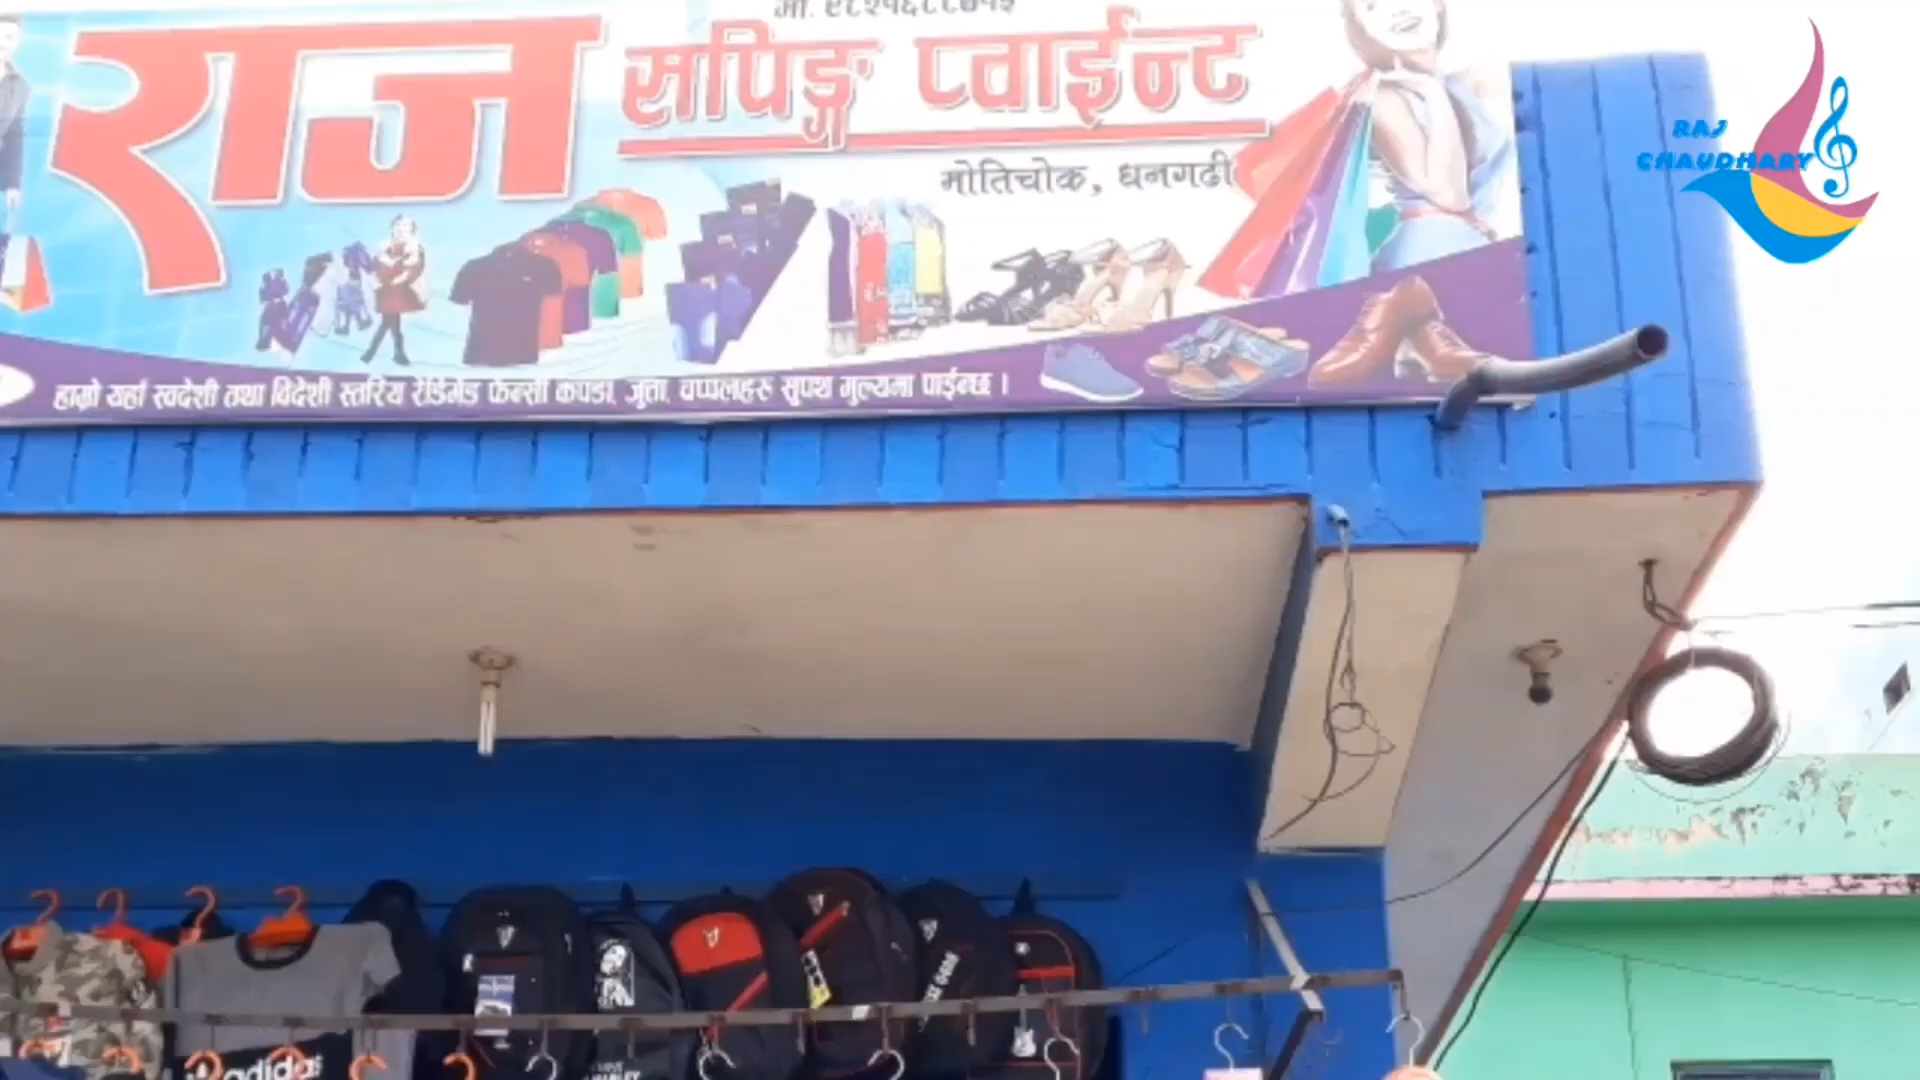 राज
सपिङ्ग प्वाईन्ट
मोतिचोक, धनगढी
हाम्रो यहाँ स्वदेशी तथा विदेशी स्तरिय रेडिमेड फेन्सी कपडा, जुत्ता, चप्पलहरु सुपथ मुल्यमा पाईन्छ ।
RAJ
CHAUDHARY
adidas